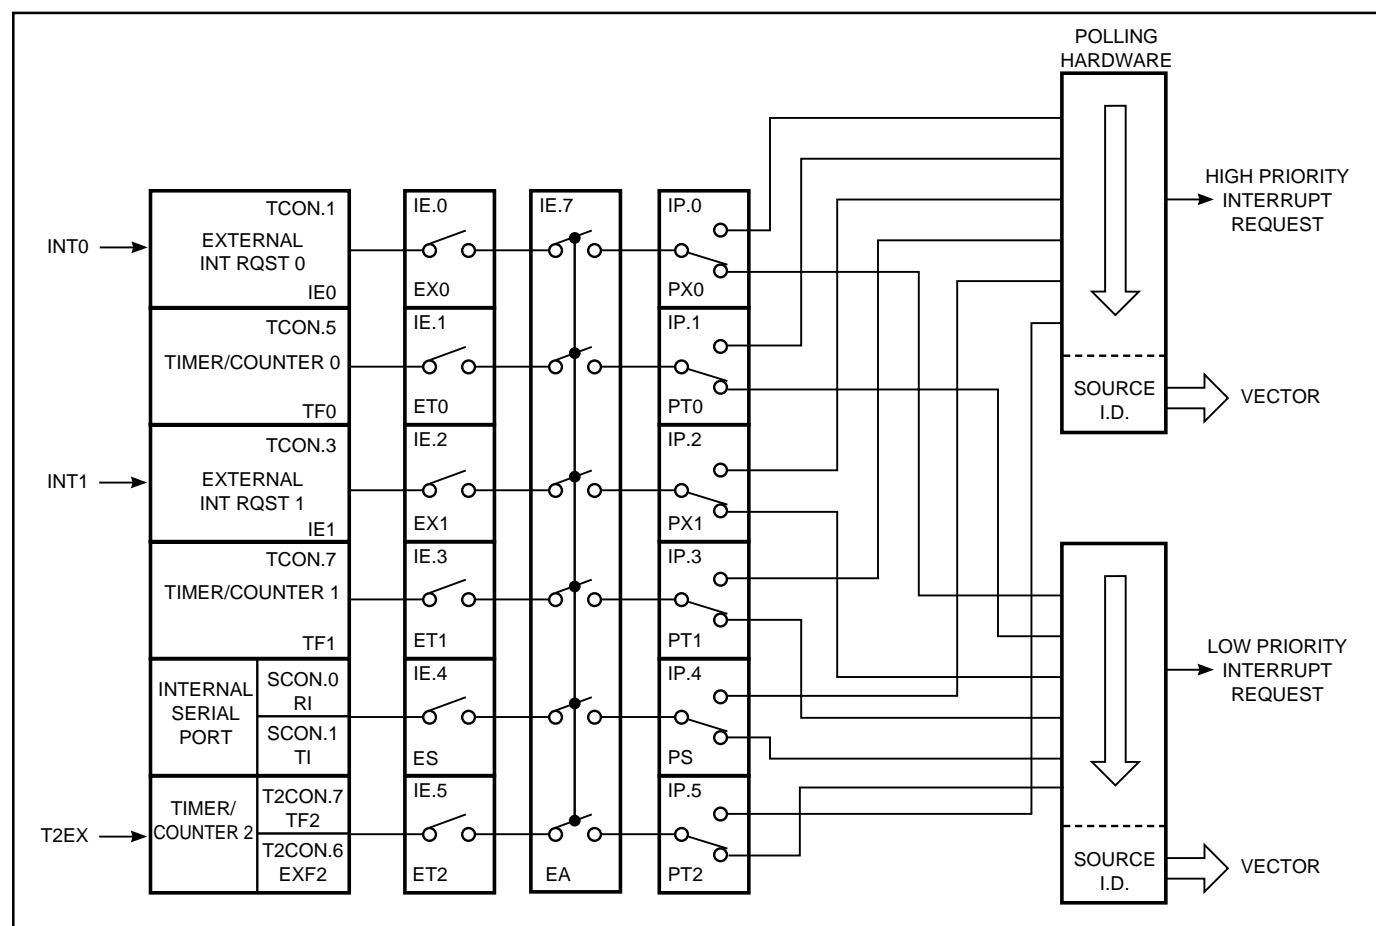 POLLING
HARDWARE
HIGH PRIORITY
INTERRUPT
REQUEST
SOURCE
I.D.
VECTOR
INT0
TCON.1
EXTERNAL
INT RQST 0
IE0
IE.0
EX0
IE.7
IP.0
PX0
TCON.5
TIMER/COUNTER 0
TF0
IE.1
ET0
IP.1
PT0
INT1
TCON.3
EXTERNAL
INT RQST 1
IE1
IE.2
EX1
IP.2
PX1
TCON.7
TIMER/COUNTER 1
TF1
IE.3
ET1
IP.3
PT1
INTERNAL
SERIAL
PORT
SCON.0
RI
SCON.1
TI
IE.4
ES
IP.4
PS
T2EX
TIMER/
COUNTER 2
T2CON.7
TF2
T2CON.6
EXF2
IE.5
ET2
EA
IP.5
PT2
LOW PRIORITY
INTERRUPT
REQUEST
SOURCE
I.D.
VECTOR